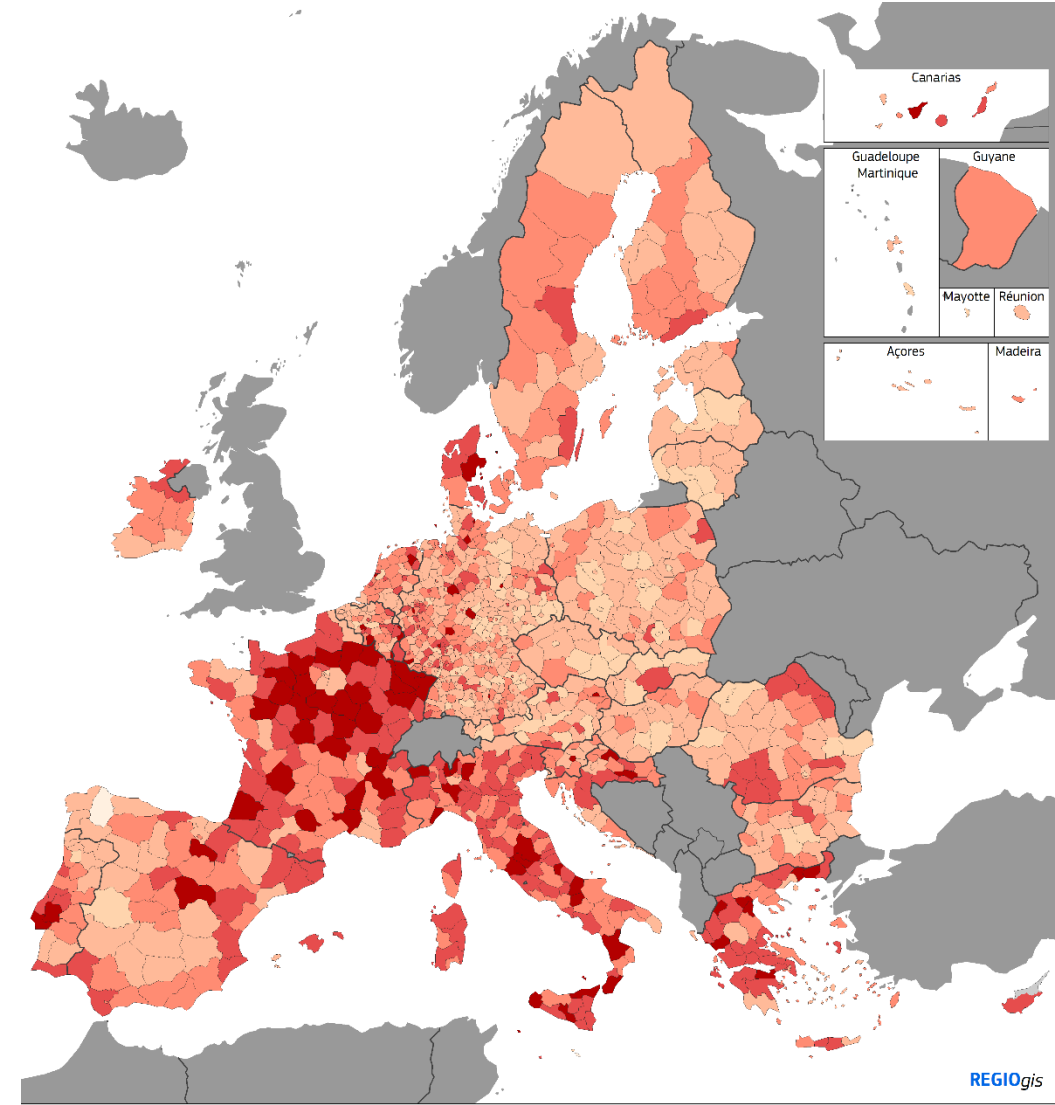 Canarias
Guadeloupe
Martinique
Guyane
Mayotte
Réunion
Açores
Madeira
REGIOgis